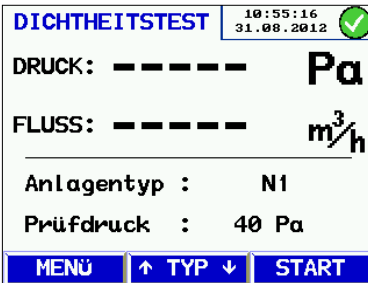 DICHTHEITSTEST 10:55:16
31.08.2012
DRUCK: ----- Pa
FLUSS: ----- m³/h
Anlagentyp : N1
Prüfdruck : 40 Pa
MENÜ ↑ TYP ↓ START